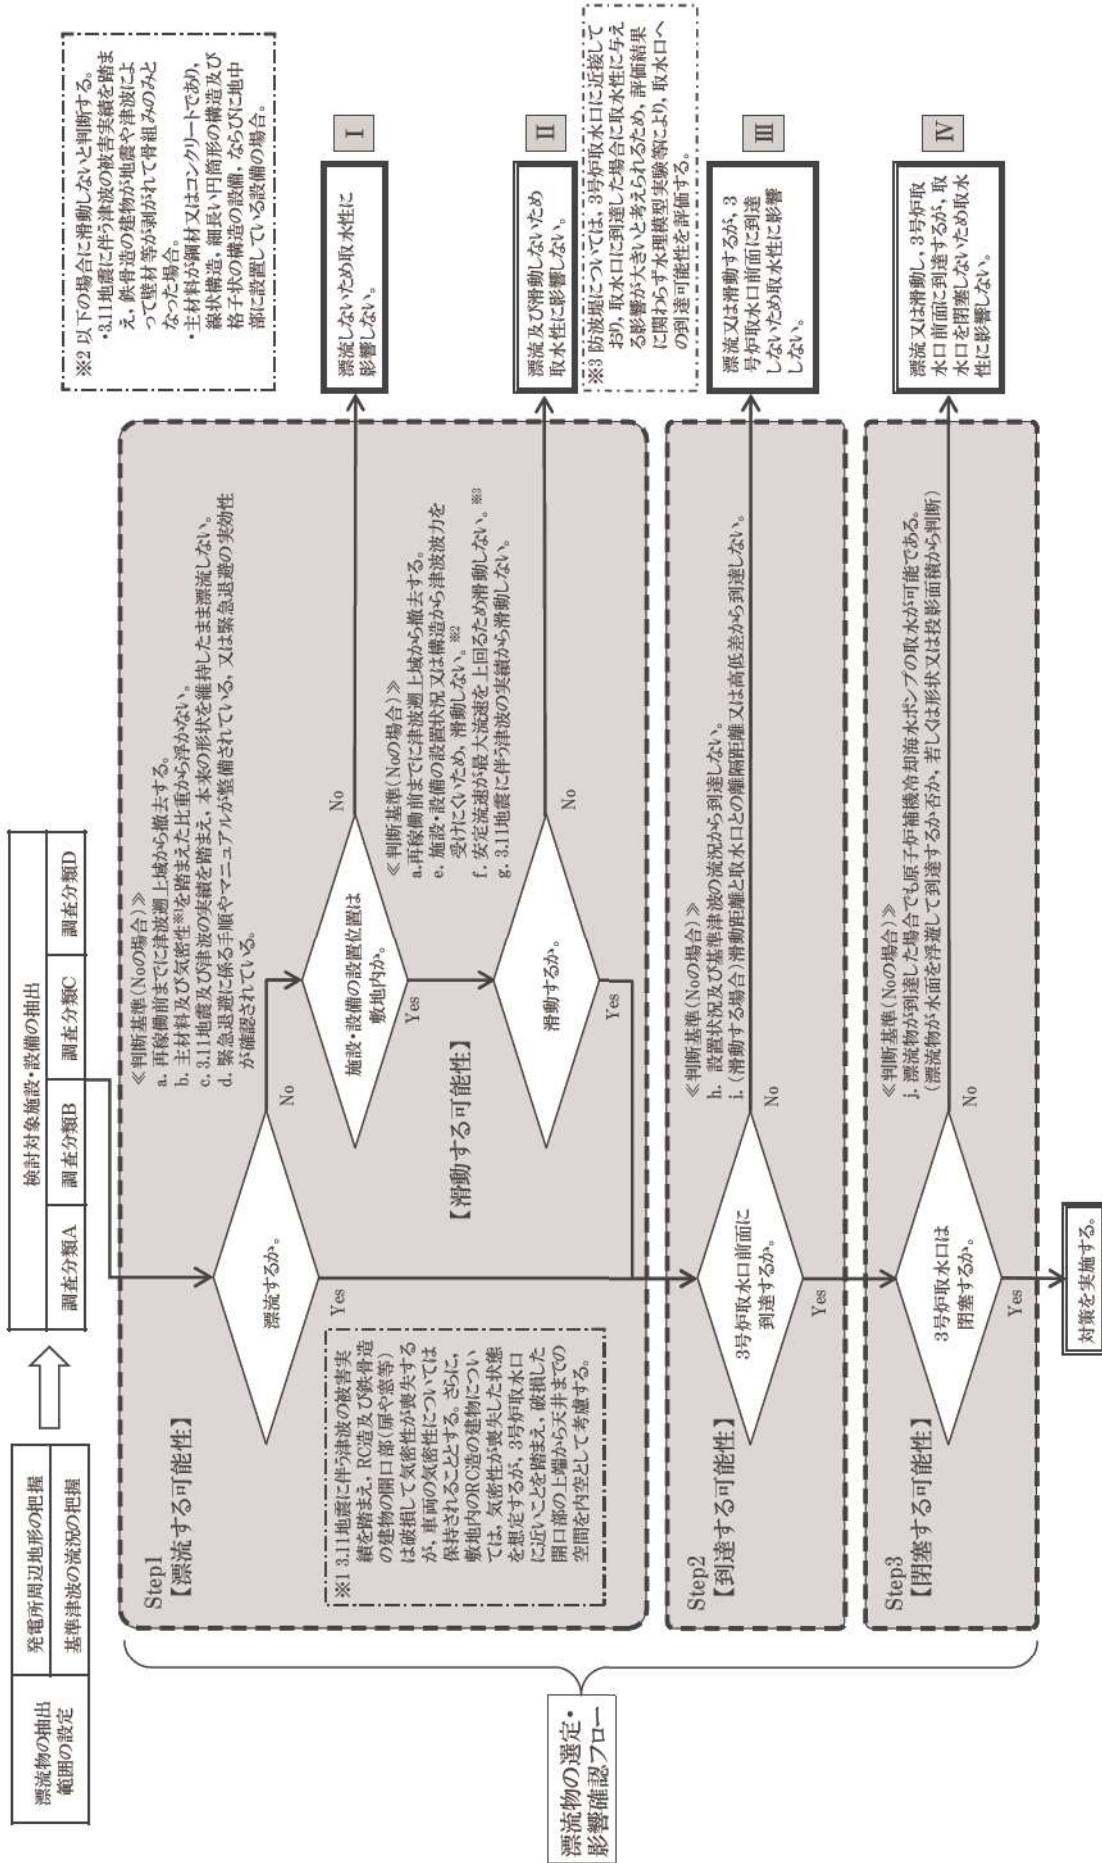 漂流物の抽出
範囲の設定
発電所周辺地形の把握
基準津波の流況の把握
検討対象施設・設備の抽出
調査分類A
調査分類B
調査分類C
調査分類D
漂流物の選定・
影響確認フロー
Step1
【漂流する可能性】
漂流するか。
No
Yes
≪判断基準(Noの場合)≫
a. 再稼働前までに津波遡上域から撤去する。
b. 主材料及び気密性※1を踏まえた比重から浮かない。
c. 3.11地震及び津波の実績を踏まえ，本来の形状を維持したまま漂流しない。
d. 緊急退避に係る手順やマニュアルが整備されている，又は緊急退避の実効性
が確認されている。
※1 3.11地震に伴う津波の被害実
績を踏まえ，RC造及び鉄骨造
の建物の開口部(扉や窓等)
は破損して気密性が喪失する
が，車両の気密性については
保持されることとする。さらに，
敷地内のRC造の建物につい
ては，気密性が喪失した状態
を想定するが，3号炉取水口
に近いことを踏まえ，破損した
開口部の上端から天井までの
空間を内空として考慮する。
施設・設備の設置位置は
敷地内か。
No
Yes
【滑動する可能性】
≪判断基準(Noの場合)≫
a.再稼働前までに津波遡上域から撤去する。
e. 施設・設備の設置状況又は構造から津波波力を
受けにくいため，滑動しない。※2
f. 安定流速が最大流速を上回るため滑動しない。※3
g. 3.11地震に伴う津波の実績から滑動しない。
滑動するか。
No
Yes
※2 以下の場合に滑動しないと判断する。
・3.11地震に伴う津波の被害実績を踏ま
え，鉄骨造の建物が地震や津波によ
って壁材等が剥がれて骨組みのみと
なった場合。
・主材料が鋼材又はコンクリートであり，
線状構造，細長い円筒形の構造及び
格子状の構造の設備，ならびに地中
部に設置している設備の場合。
漂流しないため取水性に
影響しない。
Ⅰ
漂流及び滑動しないため
取水性に影響しない。
Ⅱ
※3 防波堤については，3号炉取水口に近接して
おり，取水口に到達した場合に取水性に与え
る影響が大きいと考えられるため，評価結果
に関わらず水理模型実験等により，取水口へ
の到達可能性を評価する。
Step2
【到達する可能性】
3号炉取水口前面に
到達するか。
No
Yes
≪判断基準(Noの場合)≫
h. 設置状況及び基準津波の流況から到達しない。
i. (滑動する場合)滑動距離と取水口との離隔距離又は高低差から到達しない。
漂流又は滑動するが，3
号炉取水口前面に到達
しないため取水性に影響
しない。
Ⅲ
Step3
【閉塞する可能性】
3号炉取水口は
閉塞するか。
No
Yes
≪判断基準(Noの場合)≫
j. 漂流物が到達した場合でも原子炉補機冷却海水ポンプの取水が可能である。
(漂流物が水面を浮遊して到達するか否か，若しくは形状又は投影面積から判断)
漂流又は滑動し，3号炉取
水口前面に到達するが，取
水口を閉塞しないため取水
性に影響しない。
Ⅳ
対策を実施する。